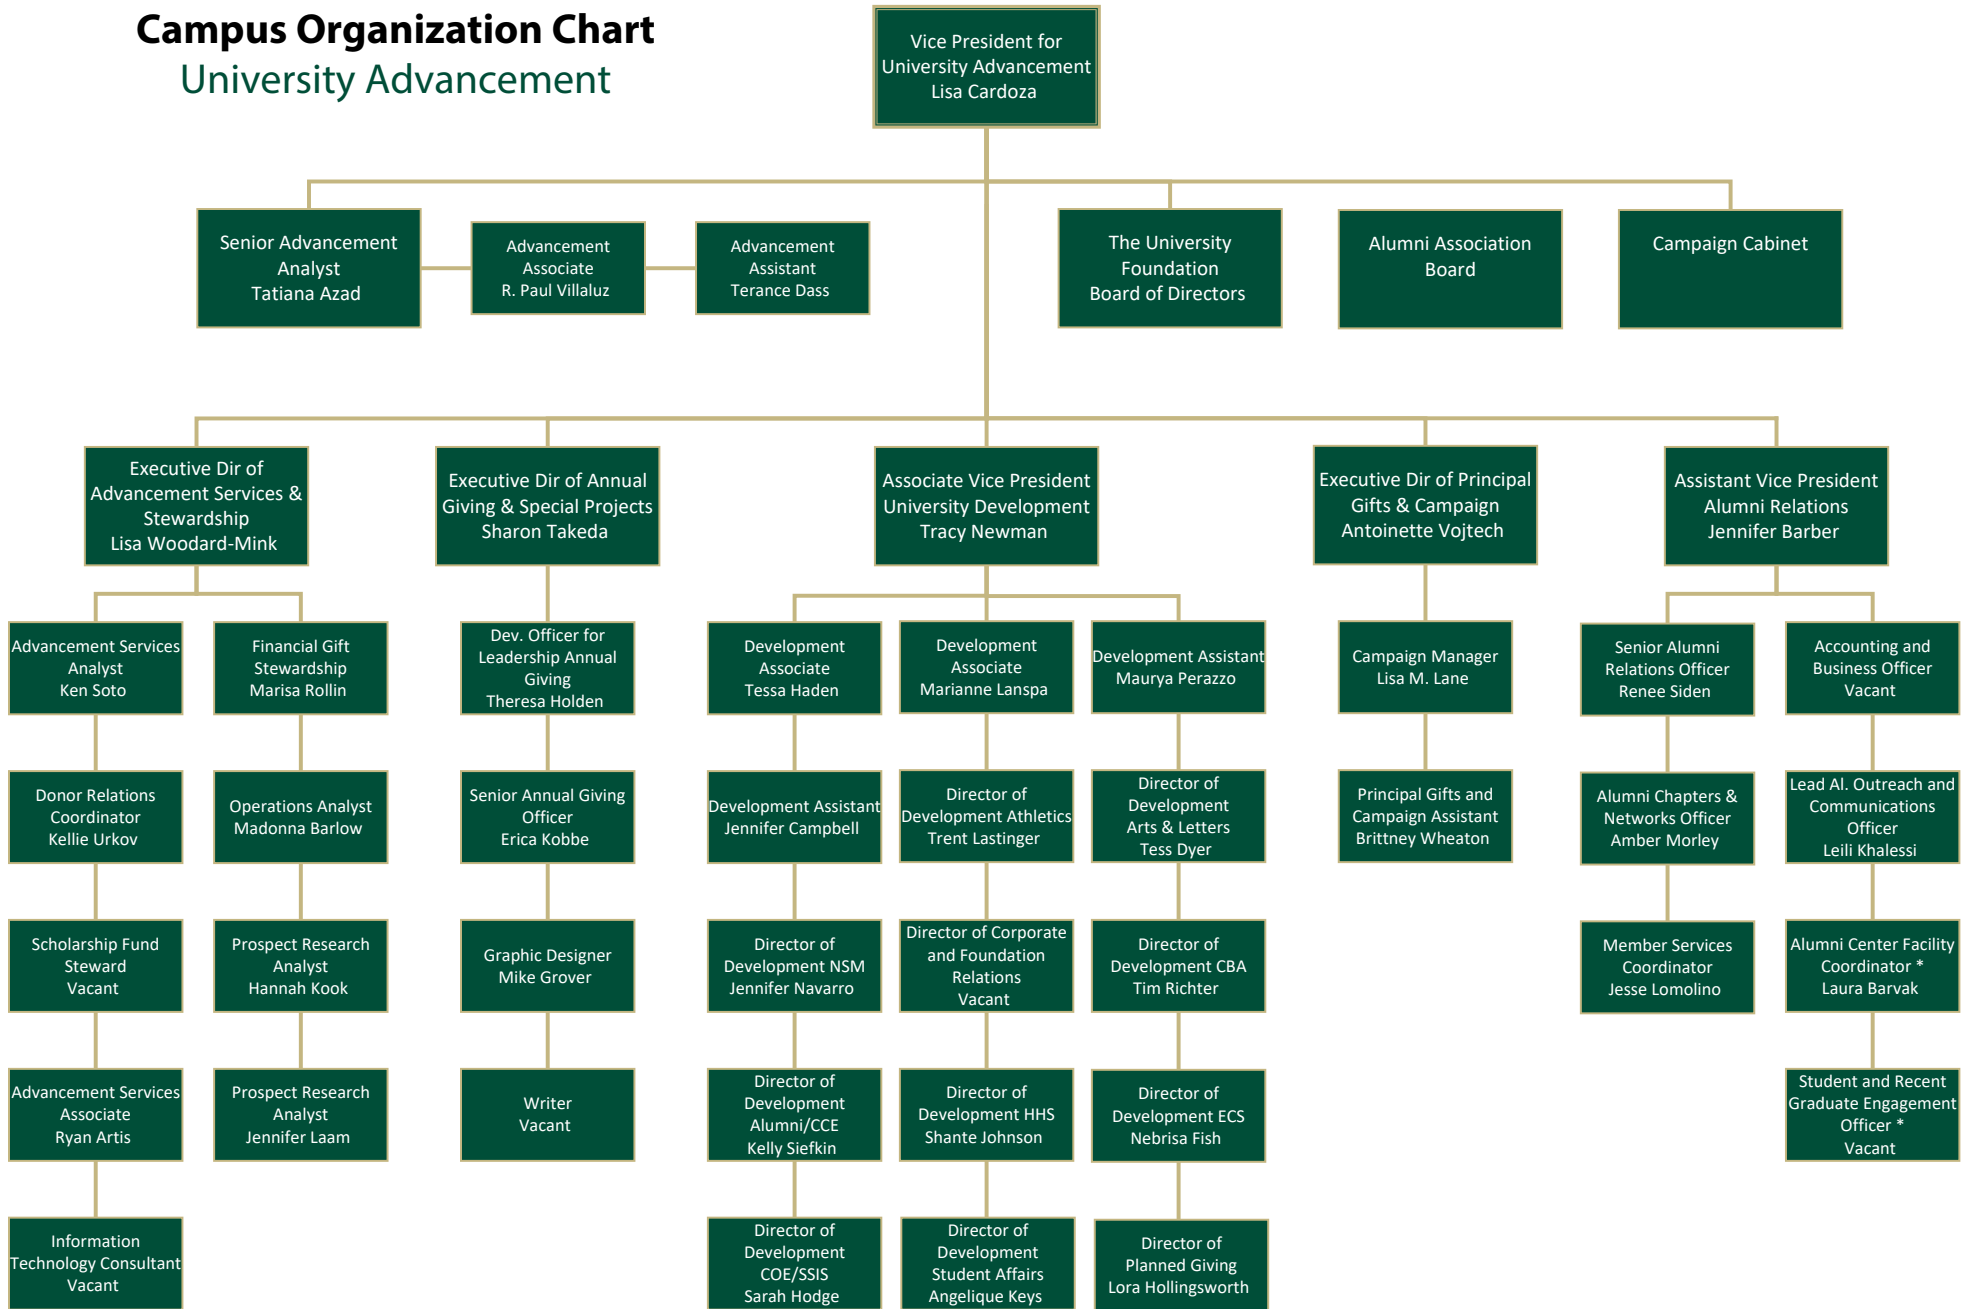 Campus Organization Chart
University Advancement
Vice President for
University Advancement
Lisa Cardoza
Senior Advancement
Analyst
Tatiana Azad
Advancement
Associate
R. Paul Villaluz
Advancement
Assistant
Terance Dass
The University
Foundation
Board of Directors
Alumni Association
Board
Campaign Cabinet
Executive Dir of
Advancement Services &
Stewardship
Lisa Woodard-Mink
Executive Dir of Annual
Giving & Special Projects
Sharon Takeda
Associate Vice President
University Development
Tracy Newman
Executive Dir of Principal
Gifts & Campaign
Antoinette Vojtech
Assistant Vice President
Alumni Relations
Jennifer Barber
Advancement Services
Analyst
Ken Soto
Financial Gift
Stewardship
Marisa Rollin
Dev. Officer for
Leadership Annual
Giving
Theresa Holden
Development
Associate
Tessa Haden
Development
Associate
Marianne Lanspa
Development Assistant
Maurya Perazzo
Campaign Manager
Lisa M. Lane
Senior Alumni
Relations Officer
Renee Siden
Accounting and
Business Officer
Vacant
Donor Relations
Coordinator
Kellie Urkov
Operations Analyst
Madonna Barlow
Senior Annual Giving
Officer
Erica Kobbe
Development Assistant
Jennifer Campbell
Director of
Development Athletics
Trent Lastinger
Director of
Development
Arts & Letters
Tess Dyer
Principal Gifts and
Campaign Assistant
Brittney Wheaton
Alumni Chapters &
Networks Officer
Amber Morley
Lead Al. Outreach and
Communications
Officer
Leili Khalessi
Scholarship Fund
Steward
Vacant
Prospect Research
Analyst
Hannah Kook
Graphic Designer
Mike Grover
Director of
Development NSM
Jennifer Navarro
Director of Corporate
and Foundation
Relations
Vacant
Director of
Development CBA
Tim Richter
Member Services
Coordinator
Jesse Lomolino
Alumni Center Facility
Coordinator *
Laura Barvak
Advancement Services
Associate
Ryan Artis
Prospect Research
Analyst
Jennifer Laam
Writer
Vacant
Director of
Development
Alumni/CCE
Kelly Siefkin
Director of
Development HHS
Shante Johnson
Director of
Development ECS
Nebrisa Fish
Student and Recent
Graduate Engagement
Officer *
Vacant
Information
Technology Consultant
Vacant
Director of
Development
COE/SSIS
Sarah Hodge
Director of
Development
Student Affairs
Angelique Keys
Director of
Planned Giving
Lora Hollingsworth